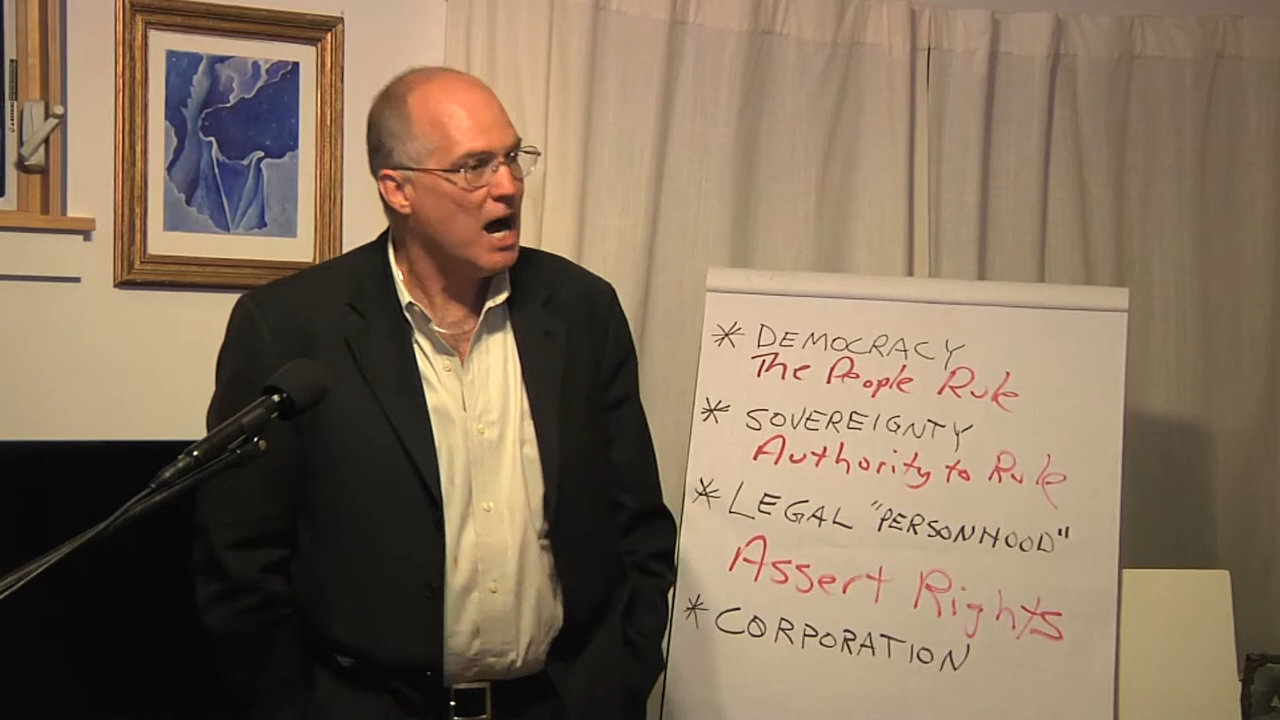 * DEMOCRACY
The People Rule
* SOVEREIGNTY
Authority to Rule
* LEGAL "PERSONHOOD"
Assert Rights
* CORPORATION